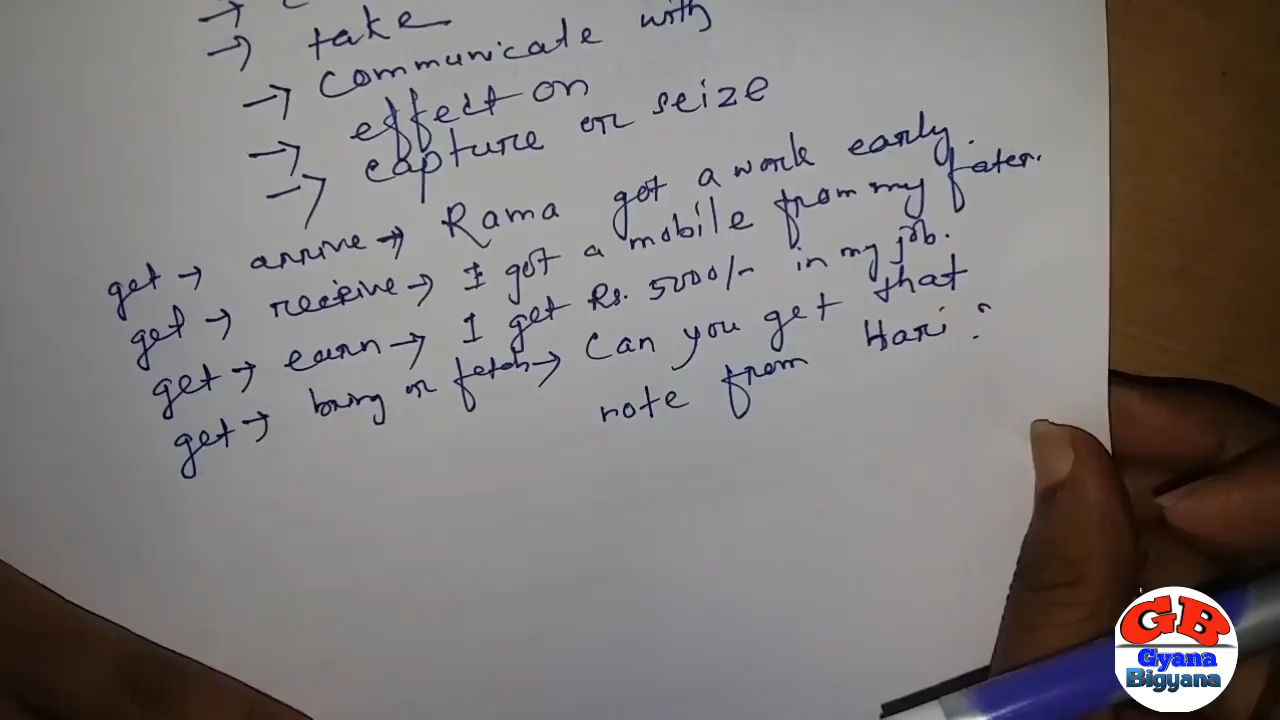 →
→ take
→ communicate with
→ effect on
→ capture or seize
get → arrive → Rama got a work early.
get → receive → I got a mobile from my fater.
get → earn → I get Rs. 5000/- in my job.
get → bring or fetch → Can you get that
note from Hari?
GB
Gyana
Bigyana